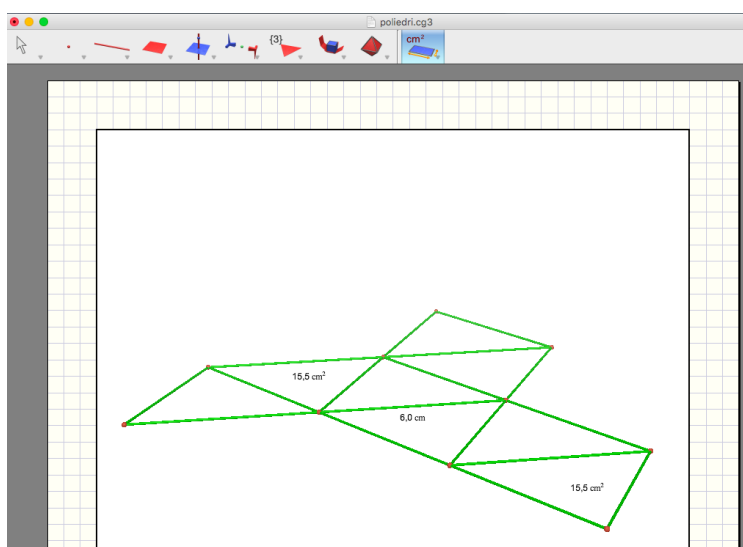 poliedri.cg3
{3}
cm²
15,5 cm²
6,0 cm
15,5 cm²